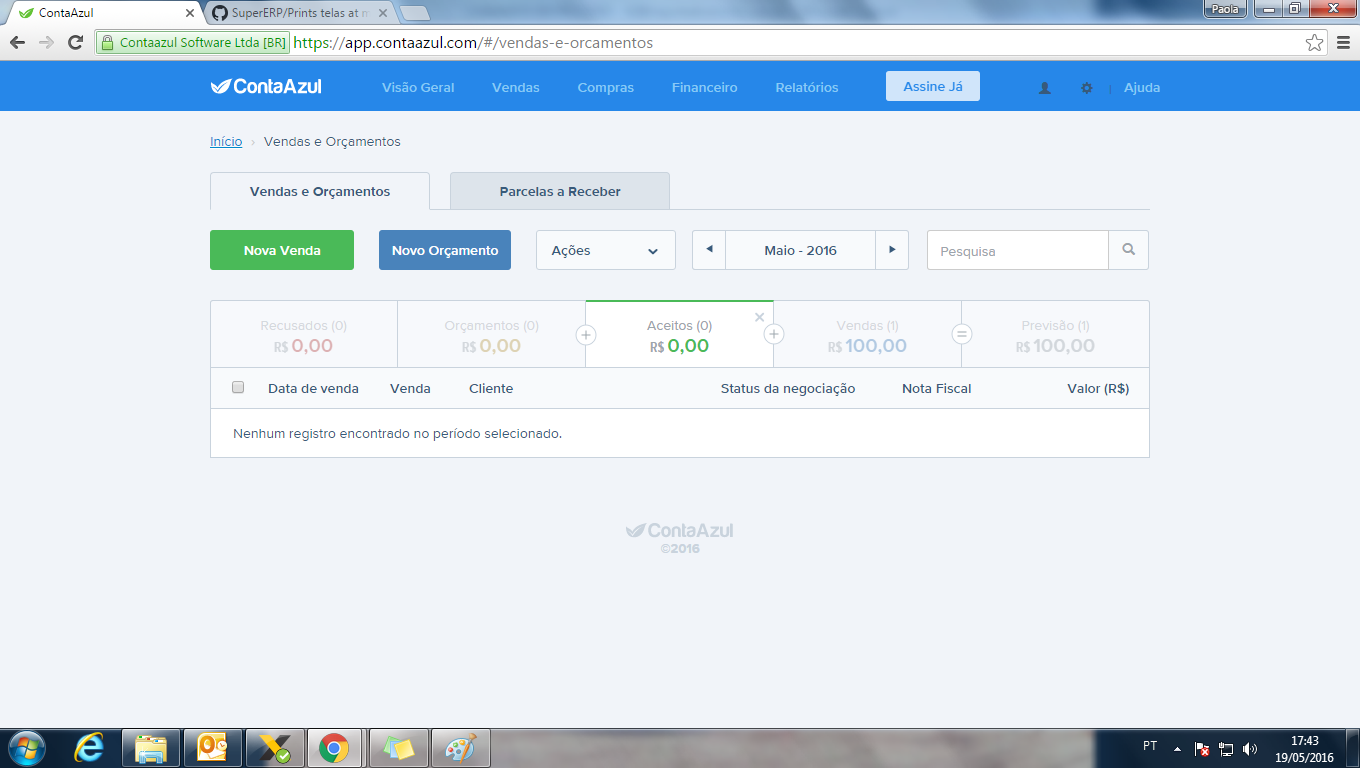 ContaAzul
SuperERP/Prints telas at m
Paola
Contaazul Software Ltda [BR] https://app.contaazul.com/#/vendas-e-orcamentos
ContaAzul Visão Geral Vendas Compras Financeiro Relatórios Assine Já Ajuda
Início › Vendas e Orçamentos
Vendas e Orçamentos Parcelas a Receber
Nova Venda Novo Orçamento Ações Maio - 2016 Pesquisa
Recusados (0) Orçamentos (0) Aceitos (0) Vendas (1) Previsão (1)
R$ 0,00 R$ 0,00 + R$ 0,00 + R$ 100,00 = R$ 100,00
Data de venda Venda Cliente Status da negociação Nota Fiscal Valor (R$)
Nenhum registro encontrado no período selecionado.
ContaAzul
©2016
PT 17:43
19/05/2016